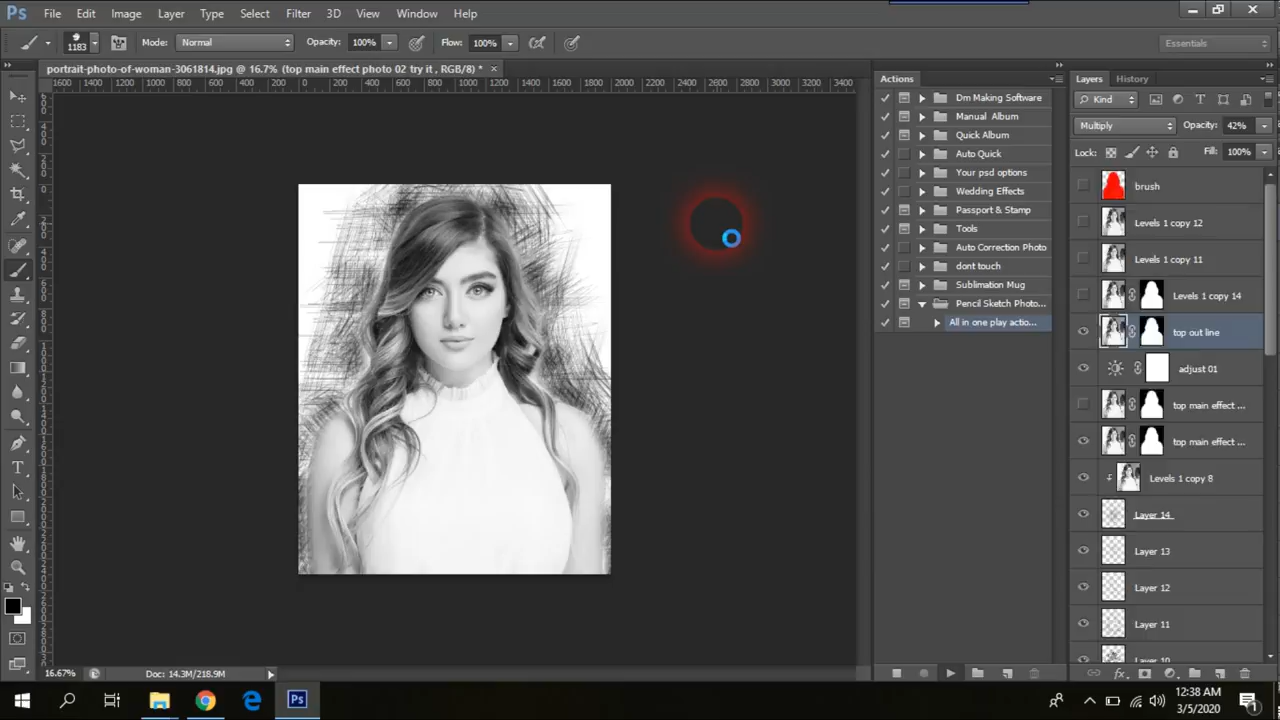 Ps File Edit Image Layer Type Select Filter 3D View Window Help
1183 Mode: Normal Opacity: 100% Flow: 100% Essentials
portrait-photo-of-woman-3061814.jpg @ 16.7% (top main effect photo 02 try it , RGB/8) * ×
1600 1400 1200 1000 800 600 400 200 0 200 400 600 800 1000 1200 1400 1600 1800 2000 2200 2400 2600 2800 3000 3200 3400
Actions
Dm Making Software
Manual Album
Quick Album
Auto Quick
Your psd options
Wedding Effects
Passport & Stamp
Tools
Auto Correction Photo
dont touch
Sublimation Mug
Pencil Sketch Photo...
All in one play actio...
Layers History
Kind
Multiply Opacity: 42%
Lock: Fill: 100%
brush
Levels 1 copy 12
Levels 1 copy 11
Levels 1 copy 14
top out line
adjust 01
top main effect ...
top main effect ...
Levels 1 copy 8
Layer 14
Layer 13
Layer 12
Layer 11
Layer 10
16.67% Doc: 14.3M/218.9M
Ps
12:38 AM
3/5/2020
1